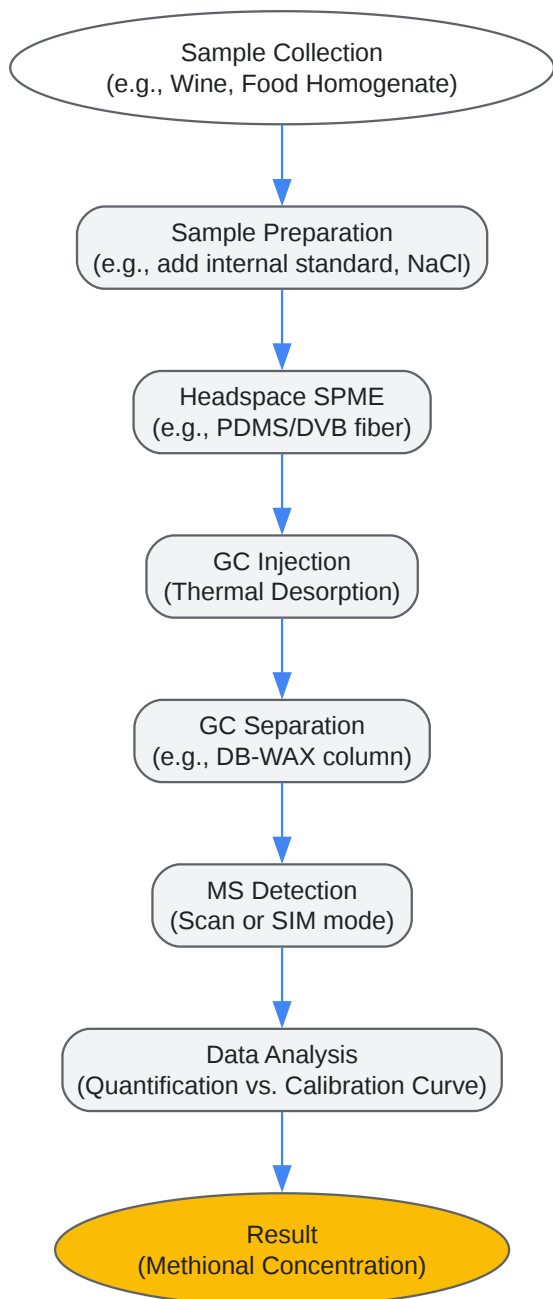 Sample Collection
(e.g., Wine, Food Homogenate)
Sample Preparation
(e.g., add internal standard, NaCl)
Headspace SPME
(e.g., PDMS/DVB fiber)
GC Injection
(Thermal Desorption)
GC Separation
(e.g., DB-WAX column)
MS Detection
(Scan or SIM mode)
Data Analysis
(Quantification vs. Calibration Curve)
Result
(Methional Concentration)